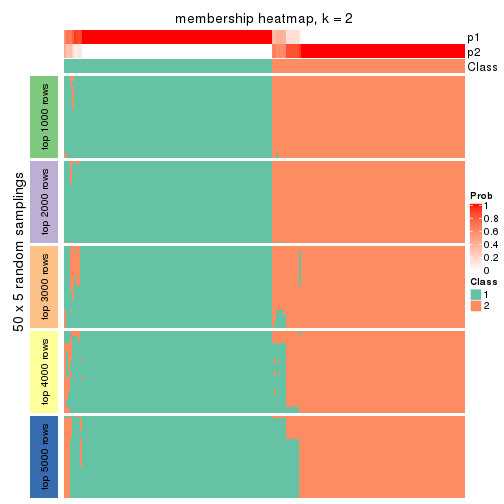 membership heatmap, k = 2
p1
p2
Class
50 x 5 random samplings
top 1000 rows
top 2000 rows
top 3000 rows
top 4000 rows
top 5000 rows
Prob
1
0.8
0.6
0.4
0.2
0
Class
1
2